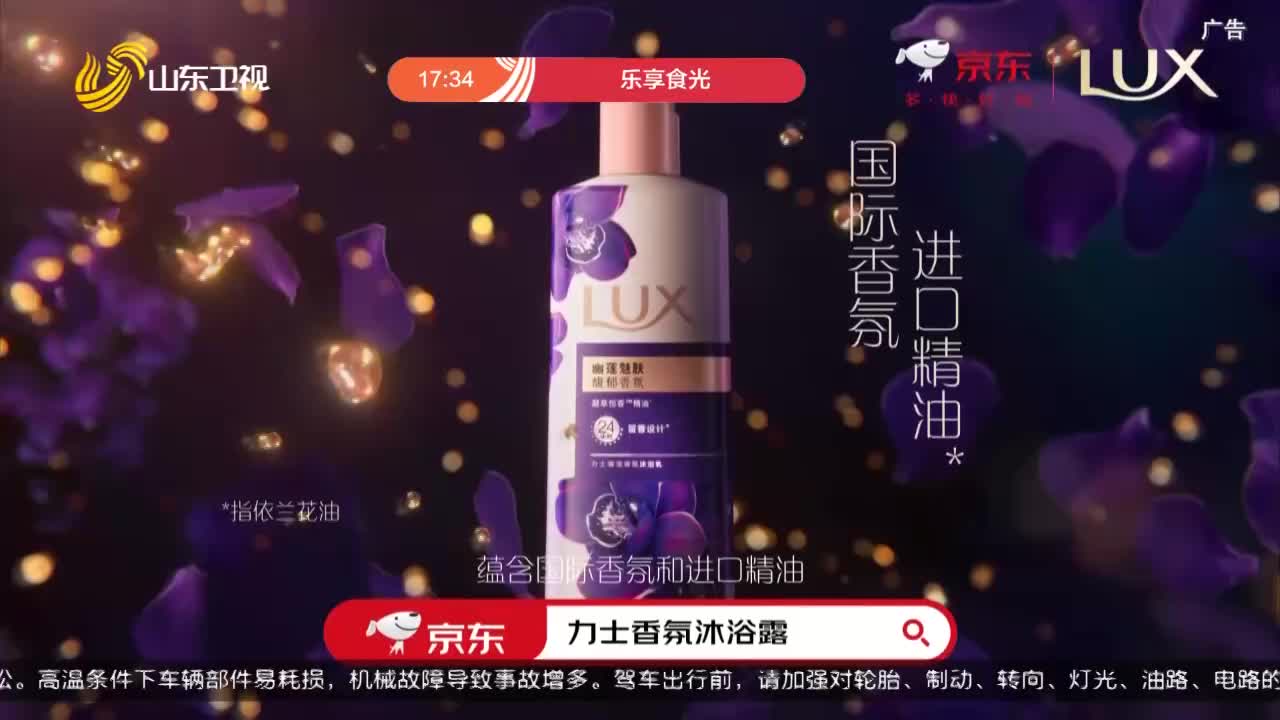 广告
山东卫视
17:34
乐享食光
京东
多·快·好·省
LUX
国际香氛
进口精油*
LUX
幽莲魅肤
馥郁香氛
24
留香设计*
*指依兰花油
蕴含国际香氛和进口精油
京东
力士香氛沐浴露
松。高温条件下车辆部件易耗损，机械故障导致事故增多。驾车出行前，请加强对轮胎、制动、转向、灯光、油路、电路的